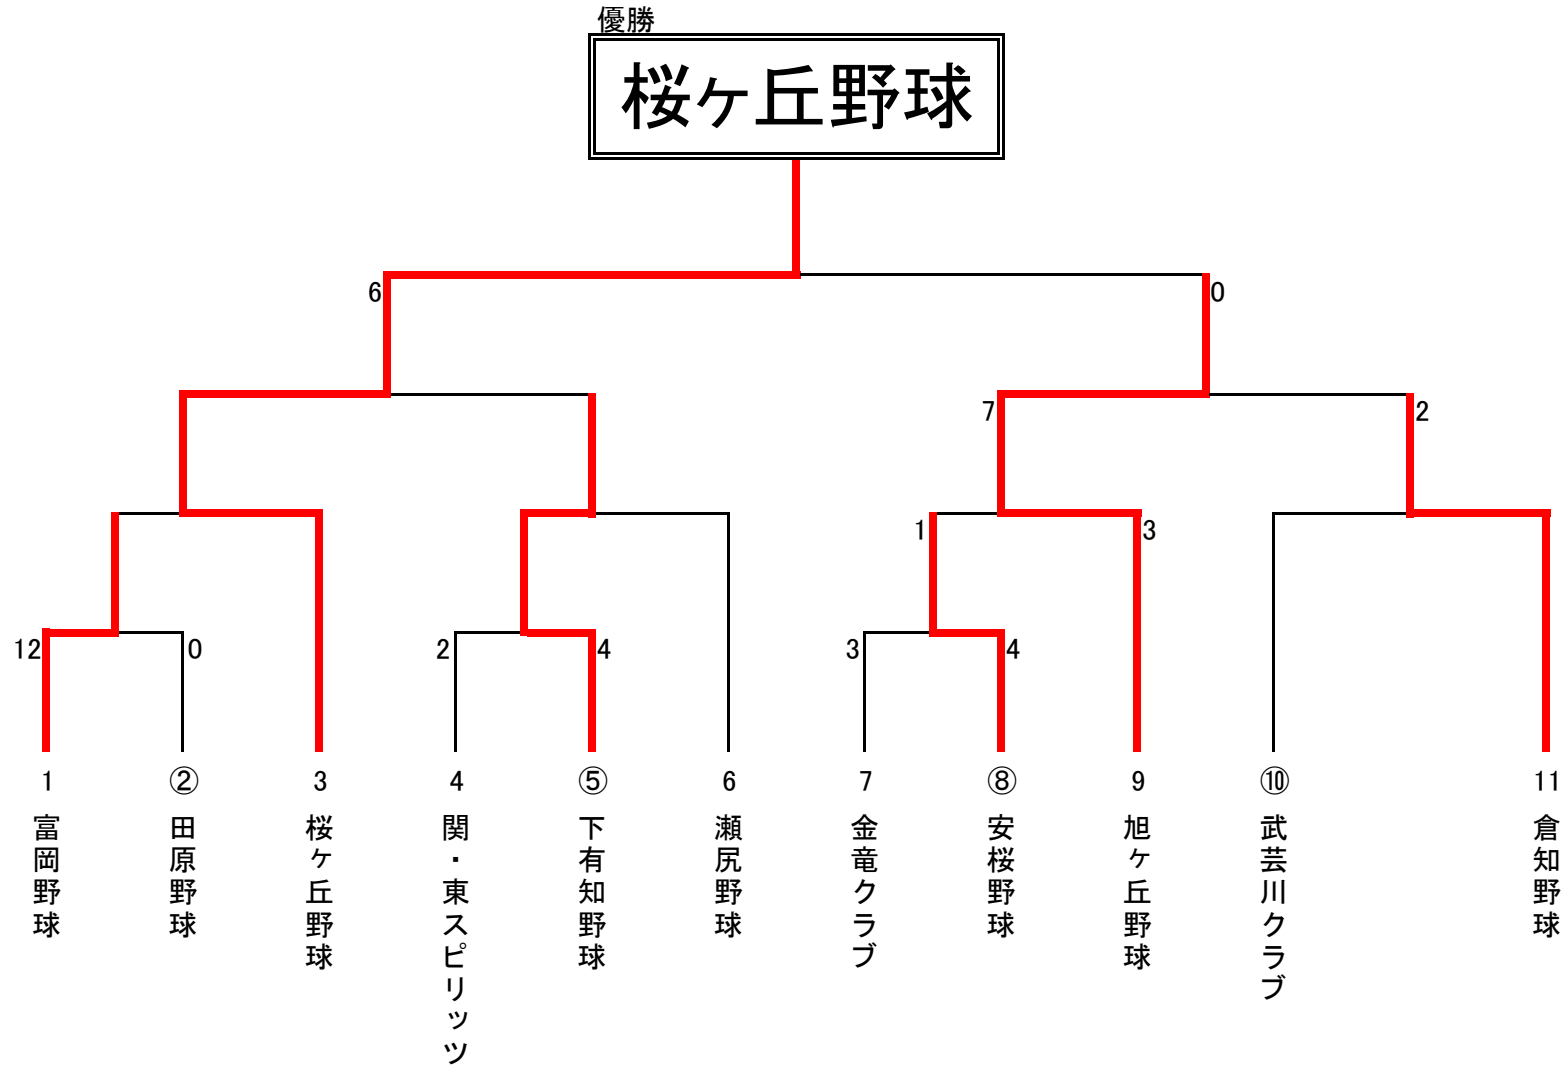 優勝
桜ヶ丘野球
6
0
7
2
1
3
12
0
2
4
3
4
1
②
3
4
⑤
6
7
⑧
9
⑩
11
富岡野球
田原野球
桜ヶ丘野球
関・東スピリッツ
下有知野球
瀬尻野球
金竜クラブ
安桜野球
旭ヶ丘野球
武芸川クラブ
倉知野球